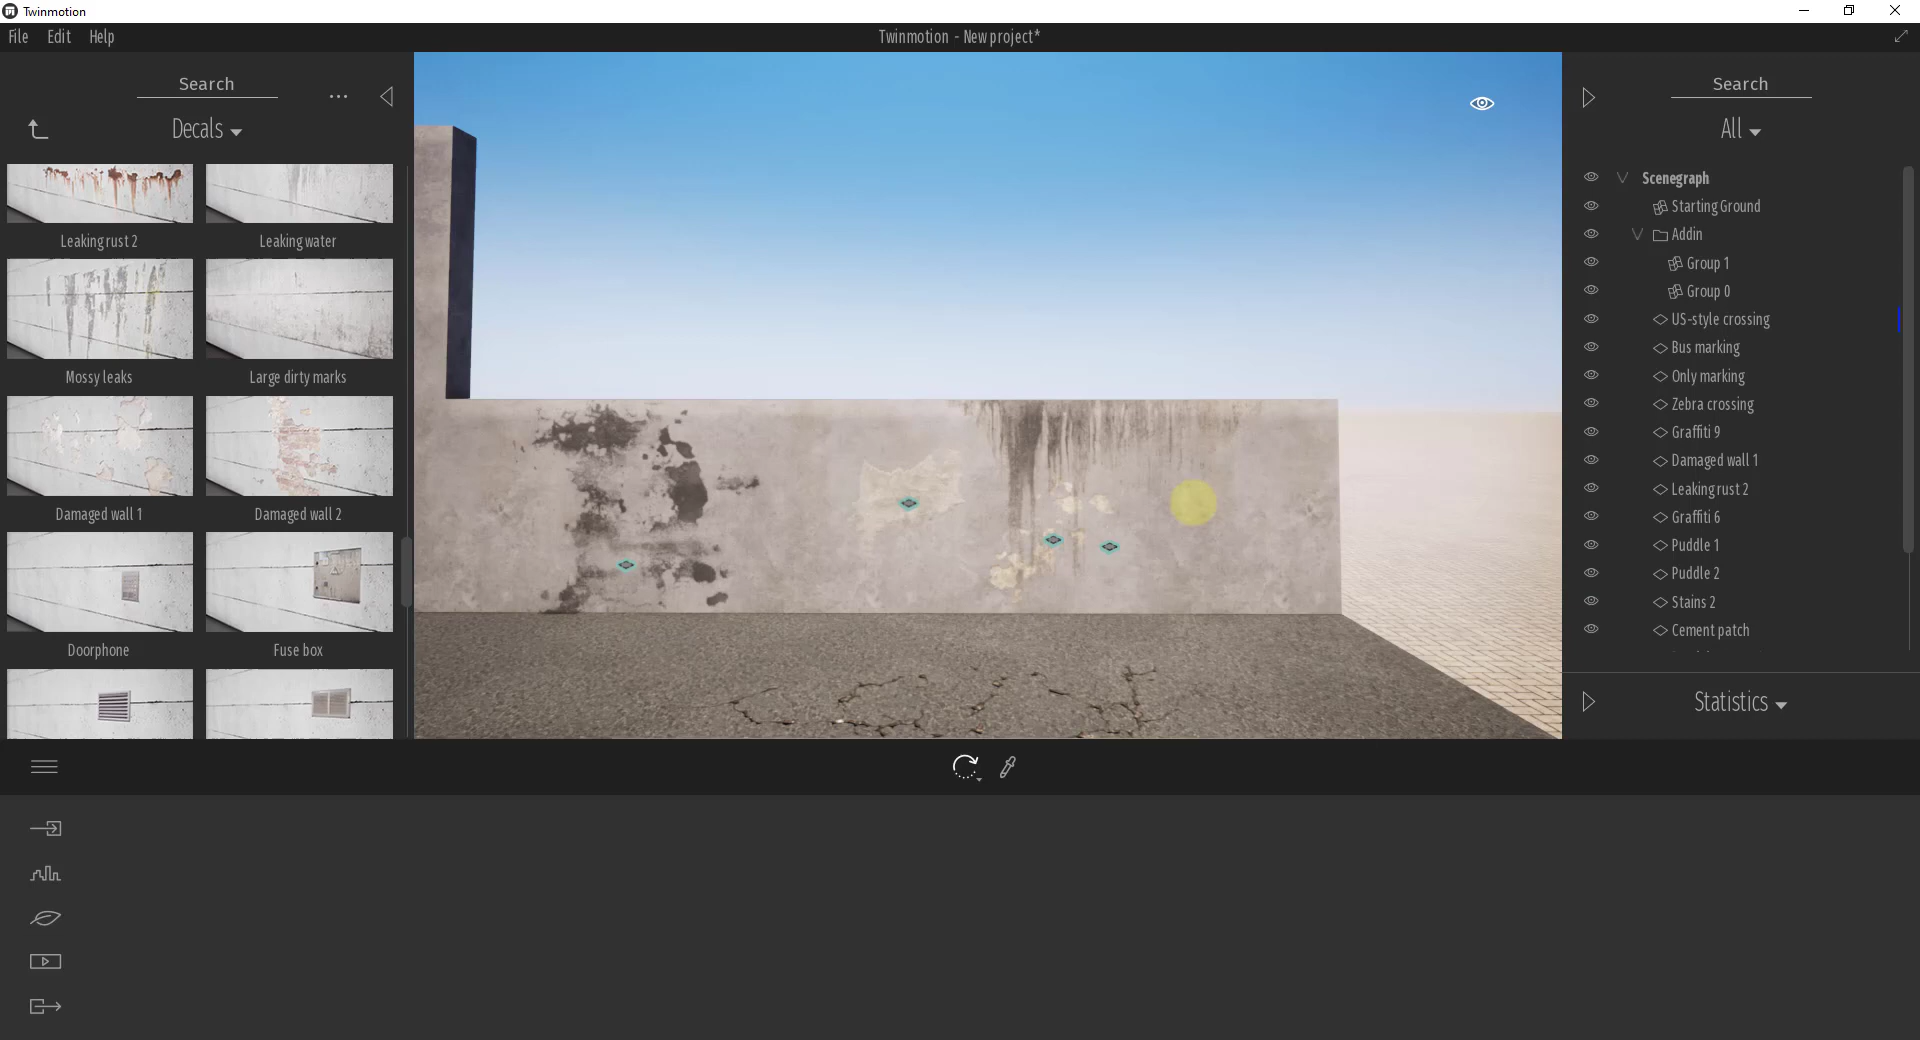 Twinmotion
File Edit Help
Twinmotion - New project*
Search
Decals
Leaking rust 2
Leaking water
Mossy leaks
Large dirty marks
Damaged wall 1
Damaged wall 2
Doorphone
Fuse box
Search
All
Scenegraph
Starting Ground
Addin
Group 1
Group 0
US-style crossing
Bus marking
Only marking
Zebra crossing
Graffiti 9
Damaged wall 1
Leaking rust 2
Graffiti 6
Puddle 1
Puddle 2
Stains 2
Cement patch
Statistics